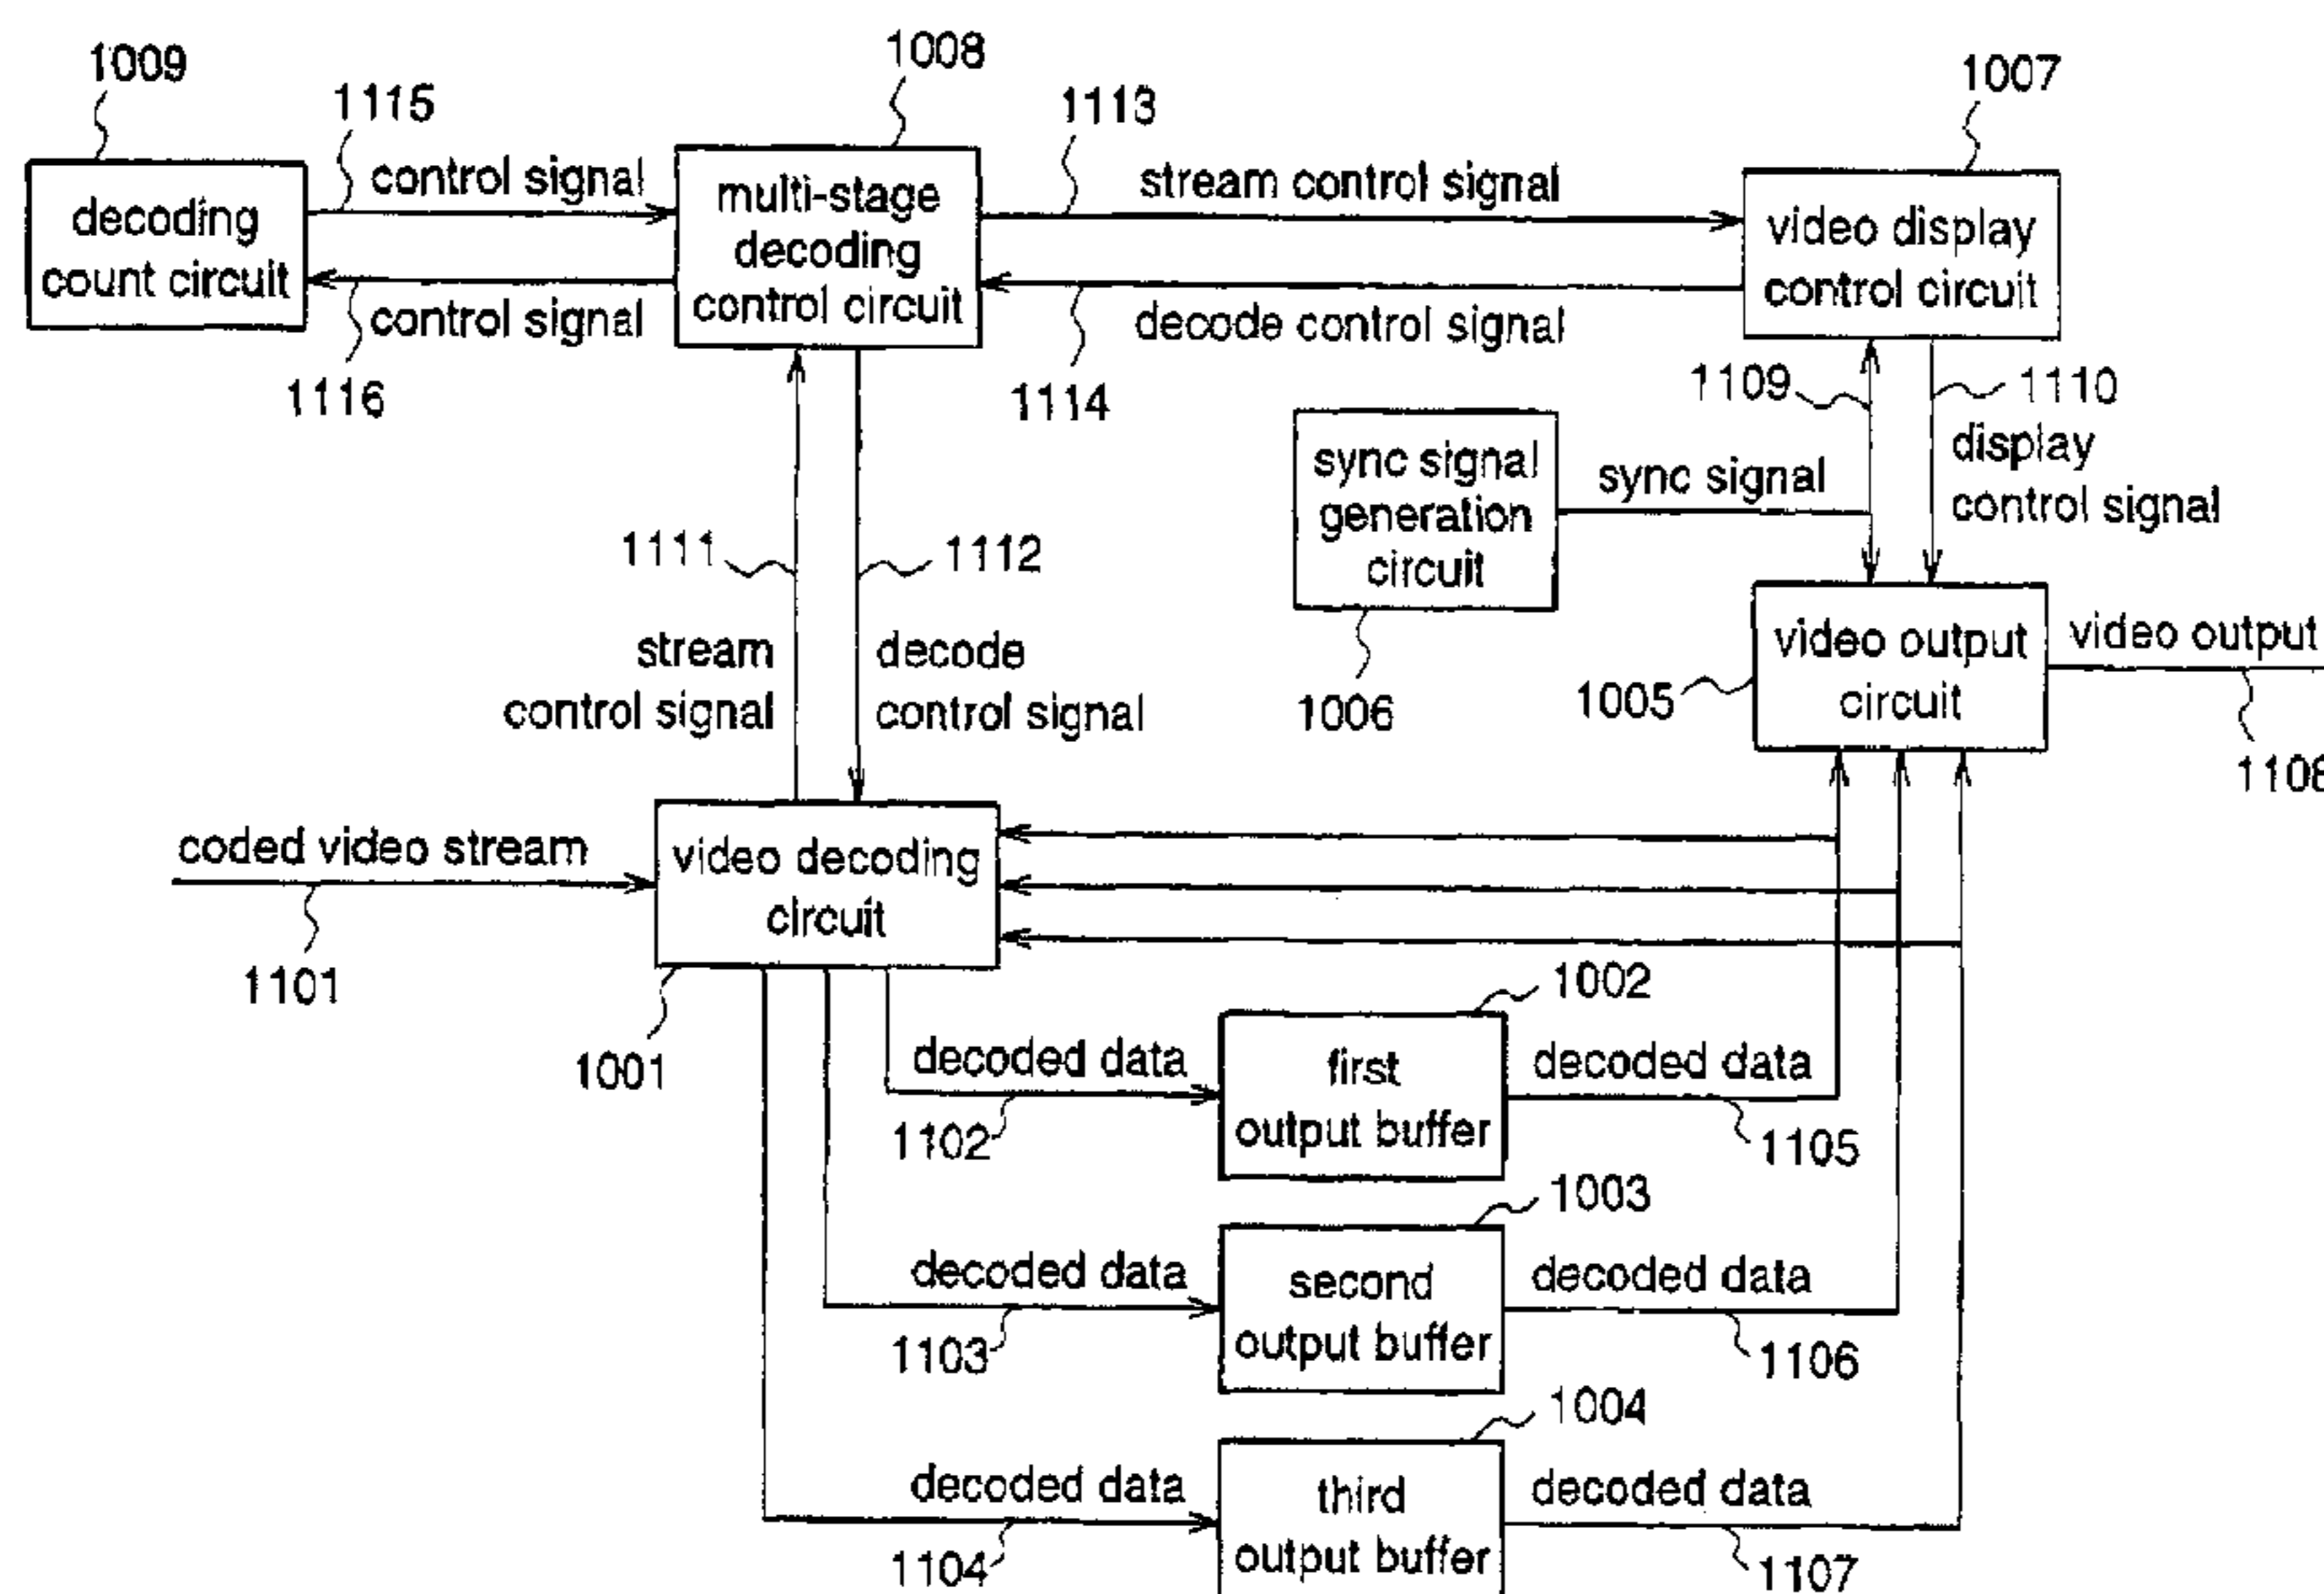 1009
1008
1007
1115
1113
control signal
stream control signal
decoding
count circuit
multi-stage
decoding
control circuit
video display
control circuit
control signal
decode control signal
1116
1114
1109
1110
sync signal
generation
circuit
sync signal
display
control signal
1111
1112
stream
control signal
decode
control signal
1006
1005
video output
circuit
video output
1108
coded video stream
1101
video decoding
circuit
1001
1002
decoded data
1102
first
output buffer
decoded data
1105
1003
decoded data
1103
second
output buffer
decoded data
1106
1004
decoded data
1104
third
output buffer
decoded data
1107